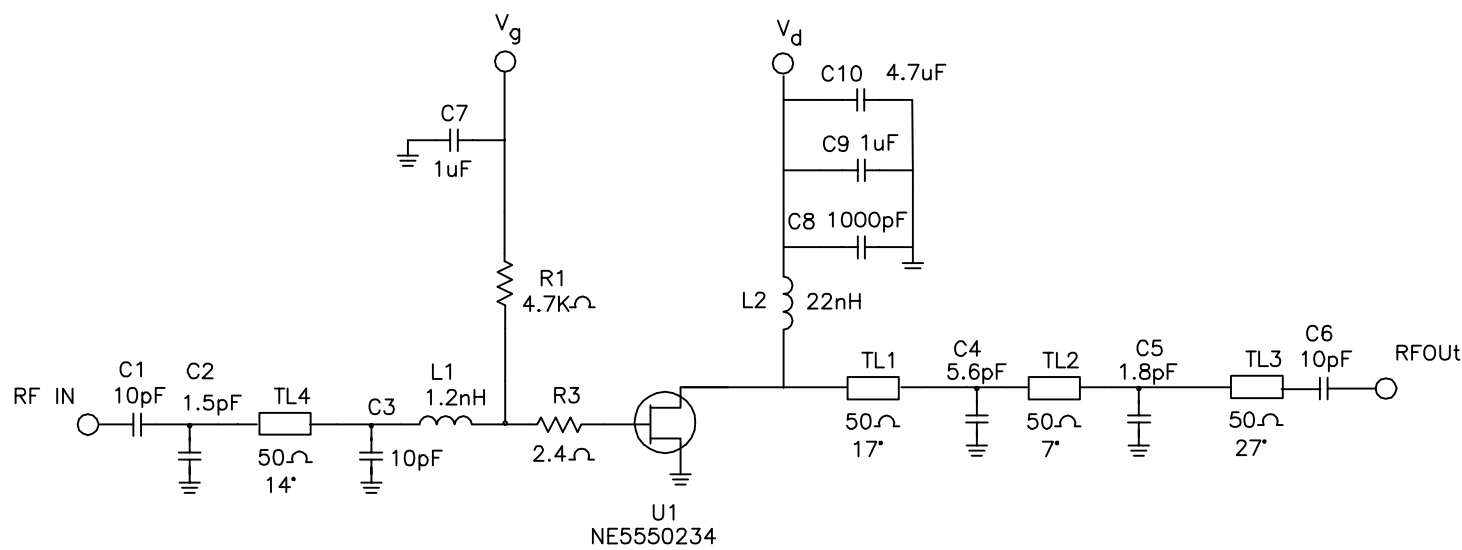 Vg
Vd
C10 4.7uF
C7
1uF
C9 1uF
C8 1000pF
R1
4.7KΩ
L2 22nH
C1
10pF
C2
1.5pF
TL4
C3
L1
1.2nH
R3
TL1
C4
5.6pF
TL2
C5
1.8pF
TL3
C6
10pF
RFOUt
RF IN
50Ω
14°
10pF
2.4Ω
50Ω
17°
50Ω
7°
50Ω
27°
U1
NE5550234